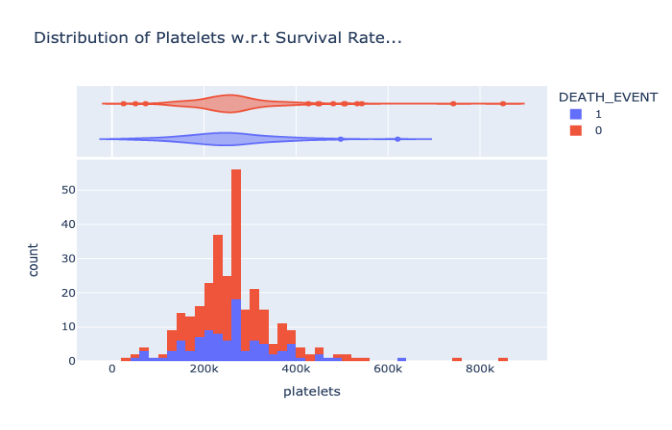 Distribution of Platelets w.r.t Survival Rate...
DEATH_EVENT
1
0
50
40
30
20
10
0
count
0 200k 400k 600k 800k
platelets